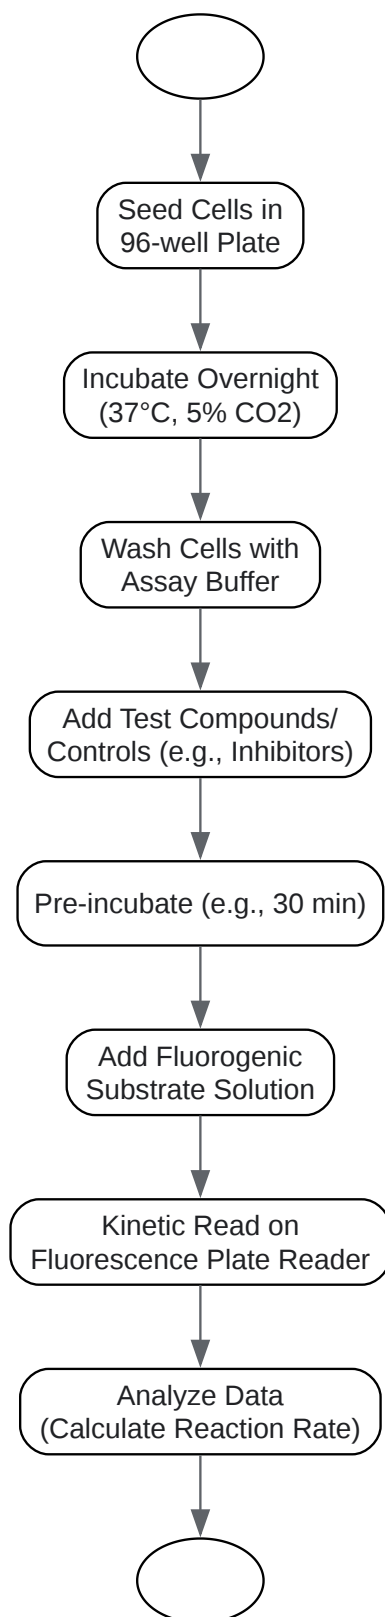 Seed Cells in
96-well Plate
Incubate Overnight
(37°C, 5% CO2)
Wash Cells with
Assay Buffer
Add Test Compounds/
Controls (e.g., Inhibitors)
Pre-incubate (e.g., 30 min)
Add Fluorogenic
Substrate Solution
Kinetic Read on
Fluorescence Plate Reader
Analyze Data
(Calculate Reaction Rate)